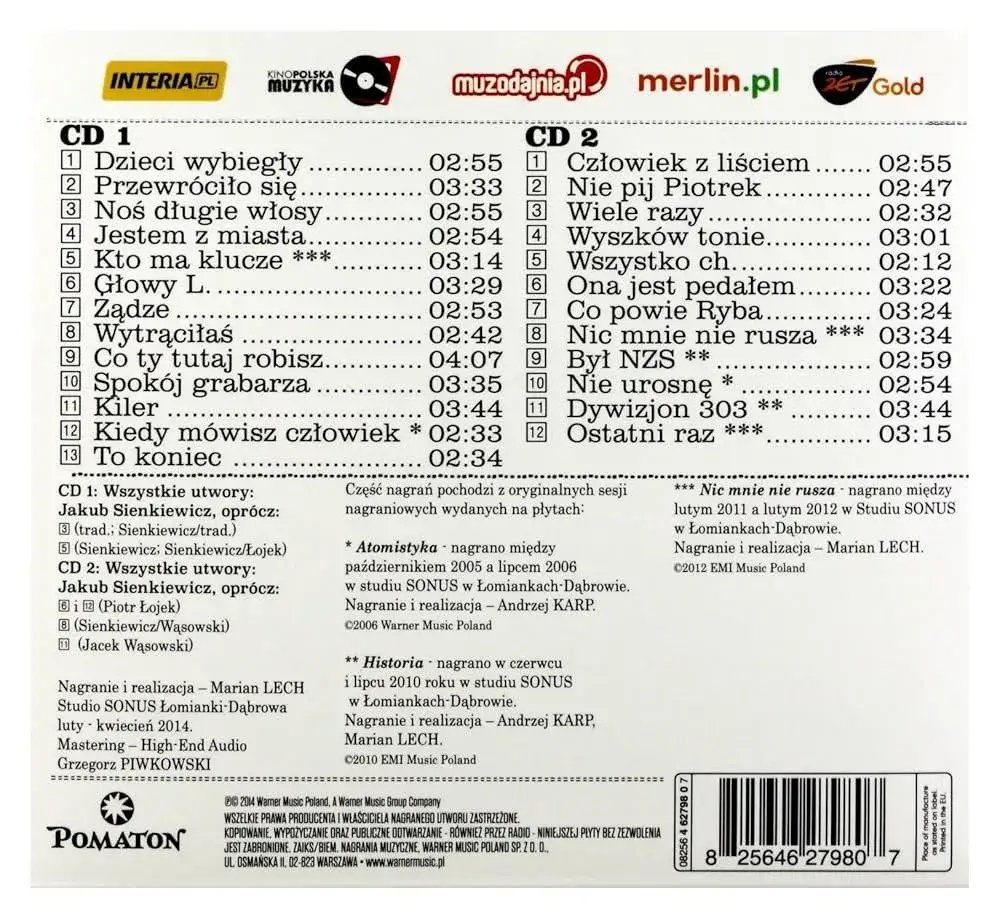 INTERIA.PL
KINOPOLSKA
MUZYKA
muzodajnia.pl
merlin.pl
radio
ZET
Gold
CD 1
1 Dzieci wybiegły ............ 02:55
2 Przewróciło się............. 03:33
3 Noś długie włosy.......... 02:55
4 Jestem z miasta............ 02:54
5 Kto ma klucze ***.......... 03:14
6 Głowy L. ..................... 03:29
7 Żądze ......................... 02:53
8 Wytrąciłaś ................... 02:42
9 Co ty tutaj robisz.......... 04:07
10 Spokój grabarza ........... 03:35
11 Kiler .......................... 03:44
12 Kiedy mówisz człowiek * 02:33
13 To koniec .................... 02:34
CD 2
1 Człowiek z liściem ....... 02:55
2 Nie pij Piotrek............. 02:47
3 Wiele razy ................... 02:32
4 Wyszków tonie............. 03:01
5 Wszystko ch................ 02:12
6 Ona jest pedałem.......... 03:22
7 Co powie Ryba............. 03:24
8 Nic mnie nie rusza *** 03:34
9 Był NZS ** .................. 02:59
10 Nie urosnę *................ 02:54
11 Dywizjon 303 ** .......... 03:44
12 Ostatni raz ***............. 03:15
CD 1: Wszystkie utwory:
Jakub Sienkiewicz, oprócz:
3 (trad.; Sienkiewicz/trad.)
5 (Sienkiewicz; Sienkiewicz/Łojek)
CD 2: Wszystkie utwory:
Jakub Sienkiewicz, oprócz:
6 i 12 (Piotr Łojek)
8 (Sienkiewicz/Wąsowski)
11 (Jacek Wąsowski)
Nagranie i realizacja – Marian LECH
Studio SONUS Łomianki-Dąbrowa
luty - kwiecień 2014.
Mastering – High-End Audio
Grzegorz PIWKOWSKI
Część nagrań pochodzi z oryginalnych sesji
nagraniowych wydanych na płytach:
* Atomistyka - nagrano między
październikiem 2005 a lipcem 2006
w studiu SONUS w Łomiankach-Dąbrowie.
Nagranie i realizacja – Andrzej KARP.
©2006 Warner Music Poland
** Historia - nagrano w czerwcu
i lipcu 2010 roku w studiu SONUS
w Łomiankach-Dąbrowie.
Nagranie i realizacja – Andrzej KARP,
Marian LECH.
©2010 EMI Music Poland
*** Nic mnie nie rusza - nagrano między
lutym 2011 a lutym 2012 w Studiu SONUS
w Łomiankach-Dąbrowie.
Nagranie i realizacja – Marian LECH.
©2012 EMI Music Poland
POMATON
℗© 2014 Warner Music Poland, A Warner Music Group Company
WSZELKIE PRAWA PRODUCENTA I WŁAŚCICIELA NAGRANEGO UTWORU ZASTRZEŻONE.
KOPIOWANIE, WYPOŻYCZANIE ORAZ PUBLICZNE ODTWARZANIE - RÓWNIEŻ PRZEZ RADIO - NINIEJSZEJ PŁYTY BEZ ZEZWOLENIA
JEST ZABRONIONE. ZAIKS/BIEM. NAGRANIA MUZYCZNE, WARNER MUSIC POLAND SP. Z O. O.,
UL. OSMAŃSKA 11, 02-823 WARSZAWA • www.warnermusic.pl
08256 4 62798 0 7
8 25646 27980 7
Place of manufacture
as stated on label.
Printed in the EU.